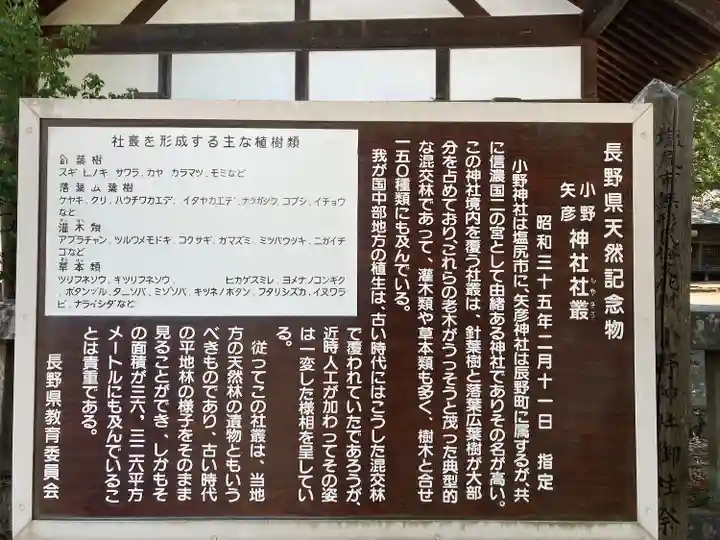 長野県天然記念物
小野
矢彦
神社社叢
しゃそう
昭和三十五年二月十一日 指定
小野神社は塩尻市に、矢彦神社は辰野町に属するが、共
に信濃国二の宮として由緒ある神社でありその名が高い。
この神社境内を覆う社叢は、針葉樹と落葉広葉樹が大部
分を占めており、これらの老木がうつそうと茂った典型的
な混交林であって、灌木類や草本類も多く、樹木と合せ
一五〇種類にも及んでいる。
我が国中部地方の植生は、古い時代にはこうした混交林
で覆われていたであろうが、
近時人工が加わつてその姿
は一変した様相を呈してい
る。
従つてこの社叢は、当地
方の天然林の遺物ともいう
べきものであり、古い時代
の平地林の様子をそのまま
見ることができ、しかもそ
の面積が三六、三二六平方
メートルにも及んでいるこ
とは貴重である。
長野県教育委員会
社叢を形成する主な植樹類
針葉樹
スギ ヒノキ サワラ、カヤ カラマツ、モミなど
落葉広葉樹
ケヤキ、クリ、ハウチワカエデ、イタヤカエデ、ナラガシワ、コブシ、イチョウ
など
灌木類
アブラチャン、ツルウメモドキ、コクサギ、ガマズミ、ミツバウツキ、ニガイチ
ゴなど
草本類
ツリフネソウ、キツリフネソウ、 ヒカゲスミレ、ヨメナノコンギク
、ボタンヅル、タニソバ、ミゾソバ、キツネノボタン、フタリシズカ、イヌワラ
ビ、ナライシダなど
塩尻市無形民俗 小野神社御柱祭